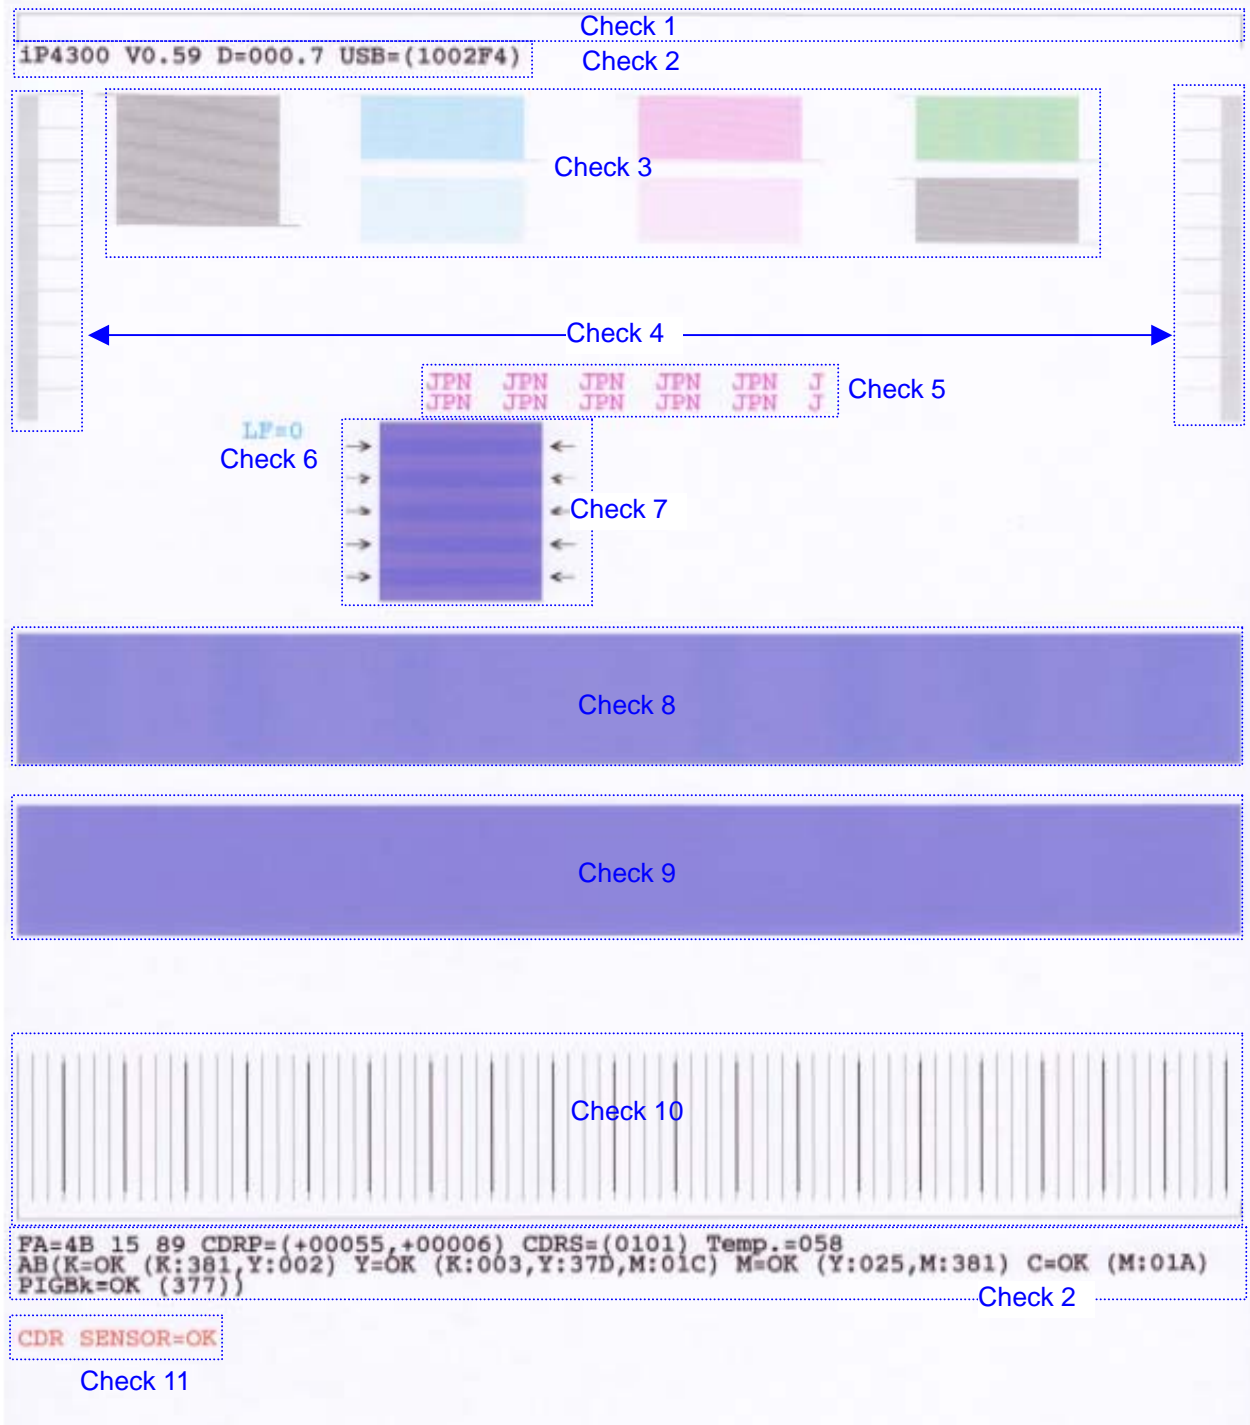 Check 1
iP4300 V0.59 D=000.7 USB=(1002F4)
Check 2
Check 3
Check 4
JPN JPN JPN JPN JPN J
JPN JPN JPN JPN JPN J
Check 5
LF=0
Check 6
Check 7
Check 8
Check 9
Check 10
FA=4B 15 89 CDRP=(+00055,+00006) CDRS=(0101) Temp.=058
AB(K=OK (K:381,Y:002) Y=OK (K:003,Y:37D,M:01C) M=OK (Y:025,M:381) C=OK (M:01A)
PIGBk=OK (377))
Check 2
CDR SENSOR=OK
Check 11